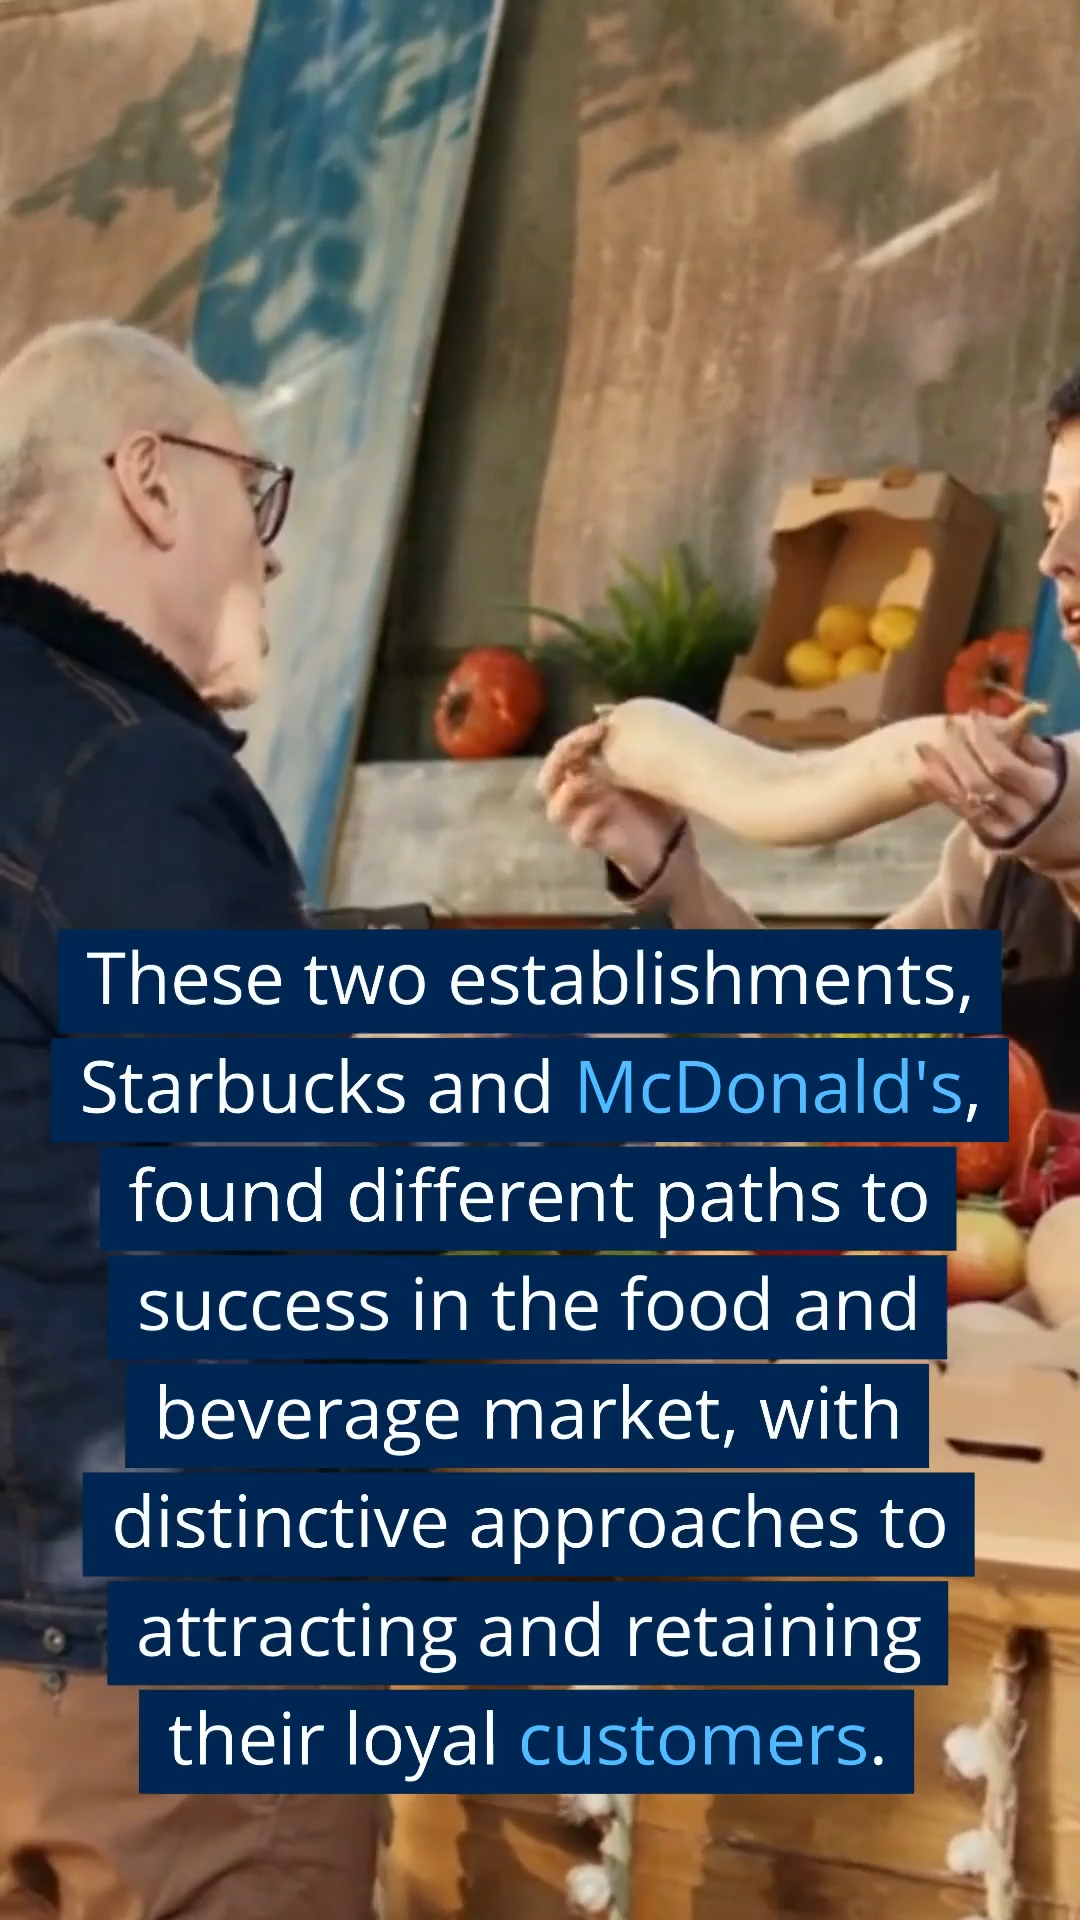 These two establishments,
Starbucks and McDonald's,
found different paths to
success in the food and
beverage market, with
distinctive approaches to
attracting and retaining
their loyal customers.